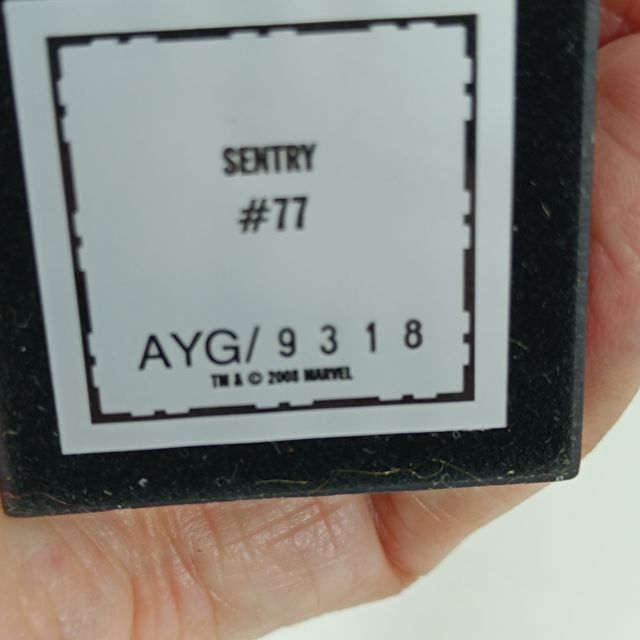 SENTRY
#77
AYG/ 9 3 1 8
TM & © 2008 MARVEL